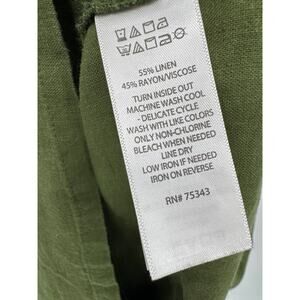 55% LINEN
45% RAYON/VISCOSE
TURN INSIDE OUT
MACHINE WASH COOL
- DELICATE CYCLE
WASH WITH LIKE COLORS
ONLY NON-CHLORINE
BLEACH WHEN NEEDED
LINE DRY
LOW IRON IF NEEDED
IRON ON REVERSE
RN# 75343